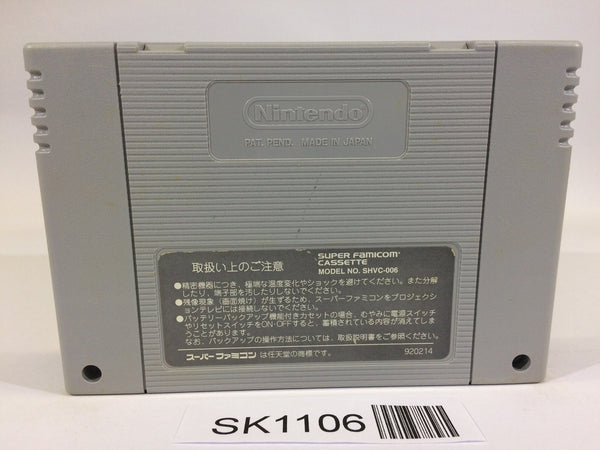 Nintendo
PAT. PEND. MADE IN JAPAN
取扱い上のご注意
SUPER FAMICOM
CASSETTE
MODEL NO. SHVC-006
●精密機器につき、極端な温度変化やショックを避けてください。また分解
したり、端子部を汚したりしないでください。
●残像現象（画面焼け）が生ずるため、スーパーファミコンをプロジェクシ
ョンテレビには接続しないでください。
●バッテリーバックアップ機能付きカセットの場合、むやみに電源スイッチ
やリセットスイッチをON・OFFすると、蓄積されている内容が消えてしま
うことがあります。
なお、バックアップの操作方法については、取扱説明書をご参照ください。
スーパーファミコンは任天堂の商標です。
920214
SK1106